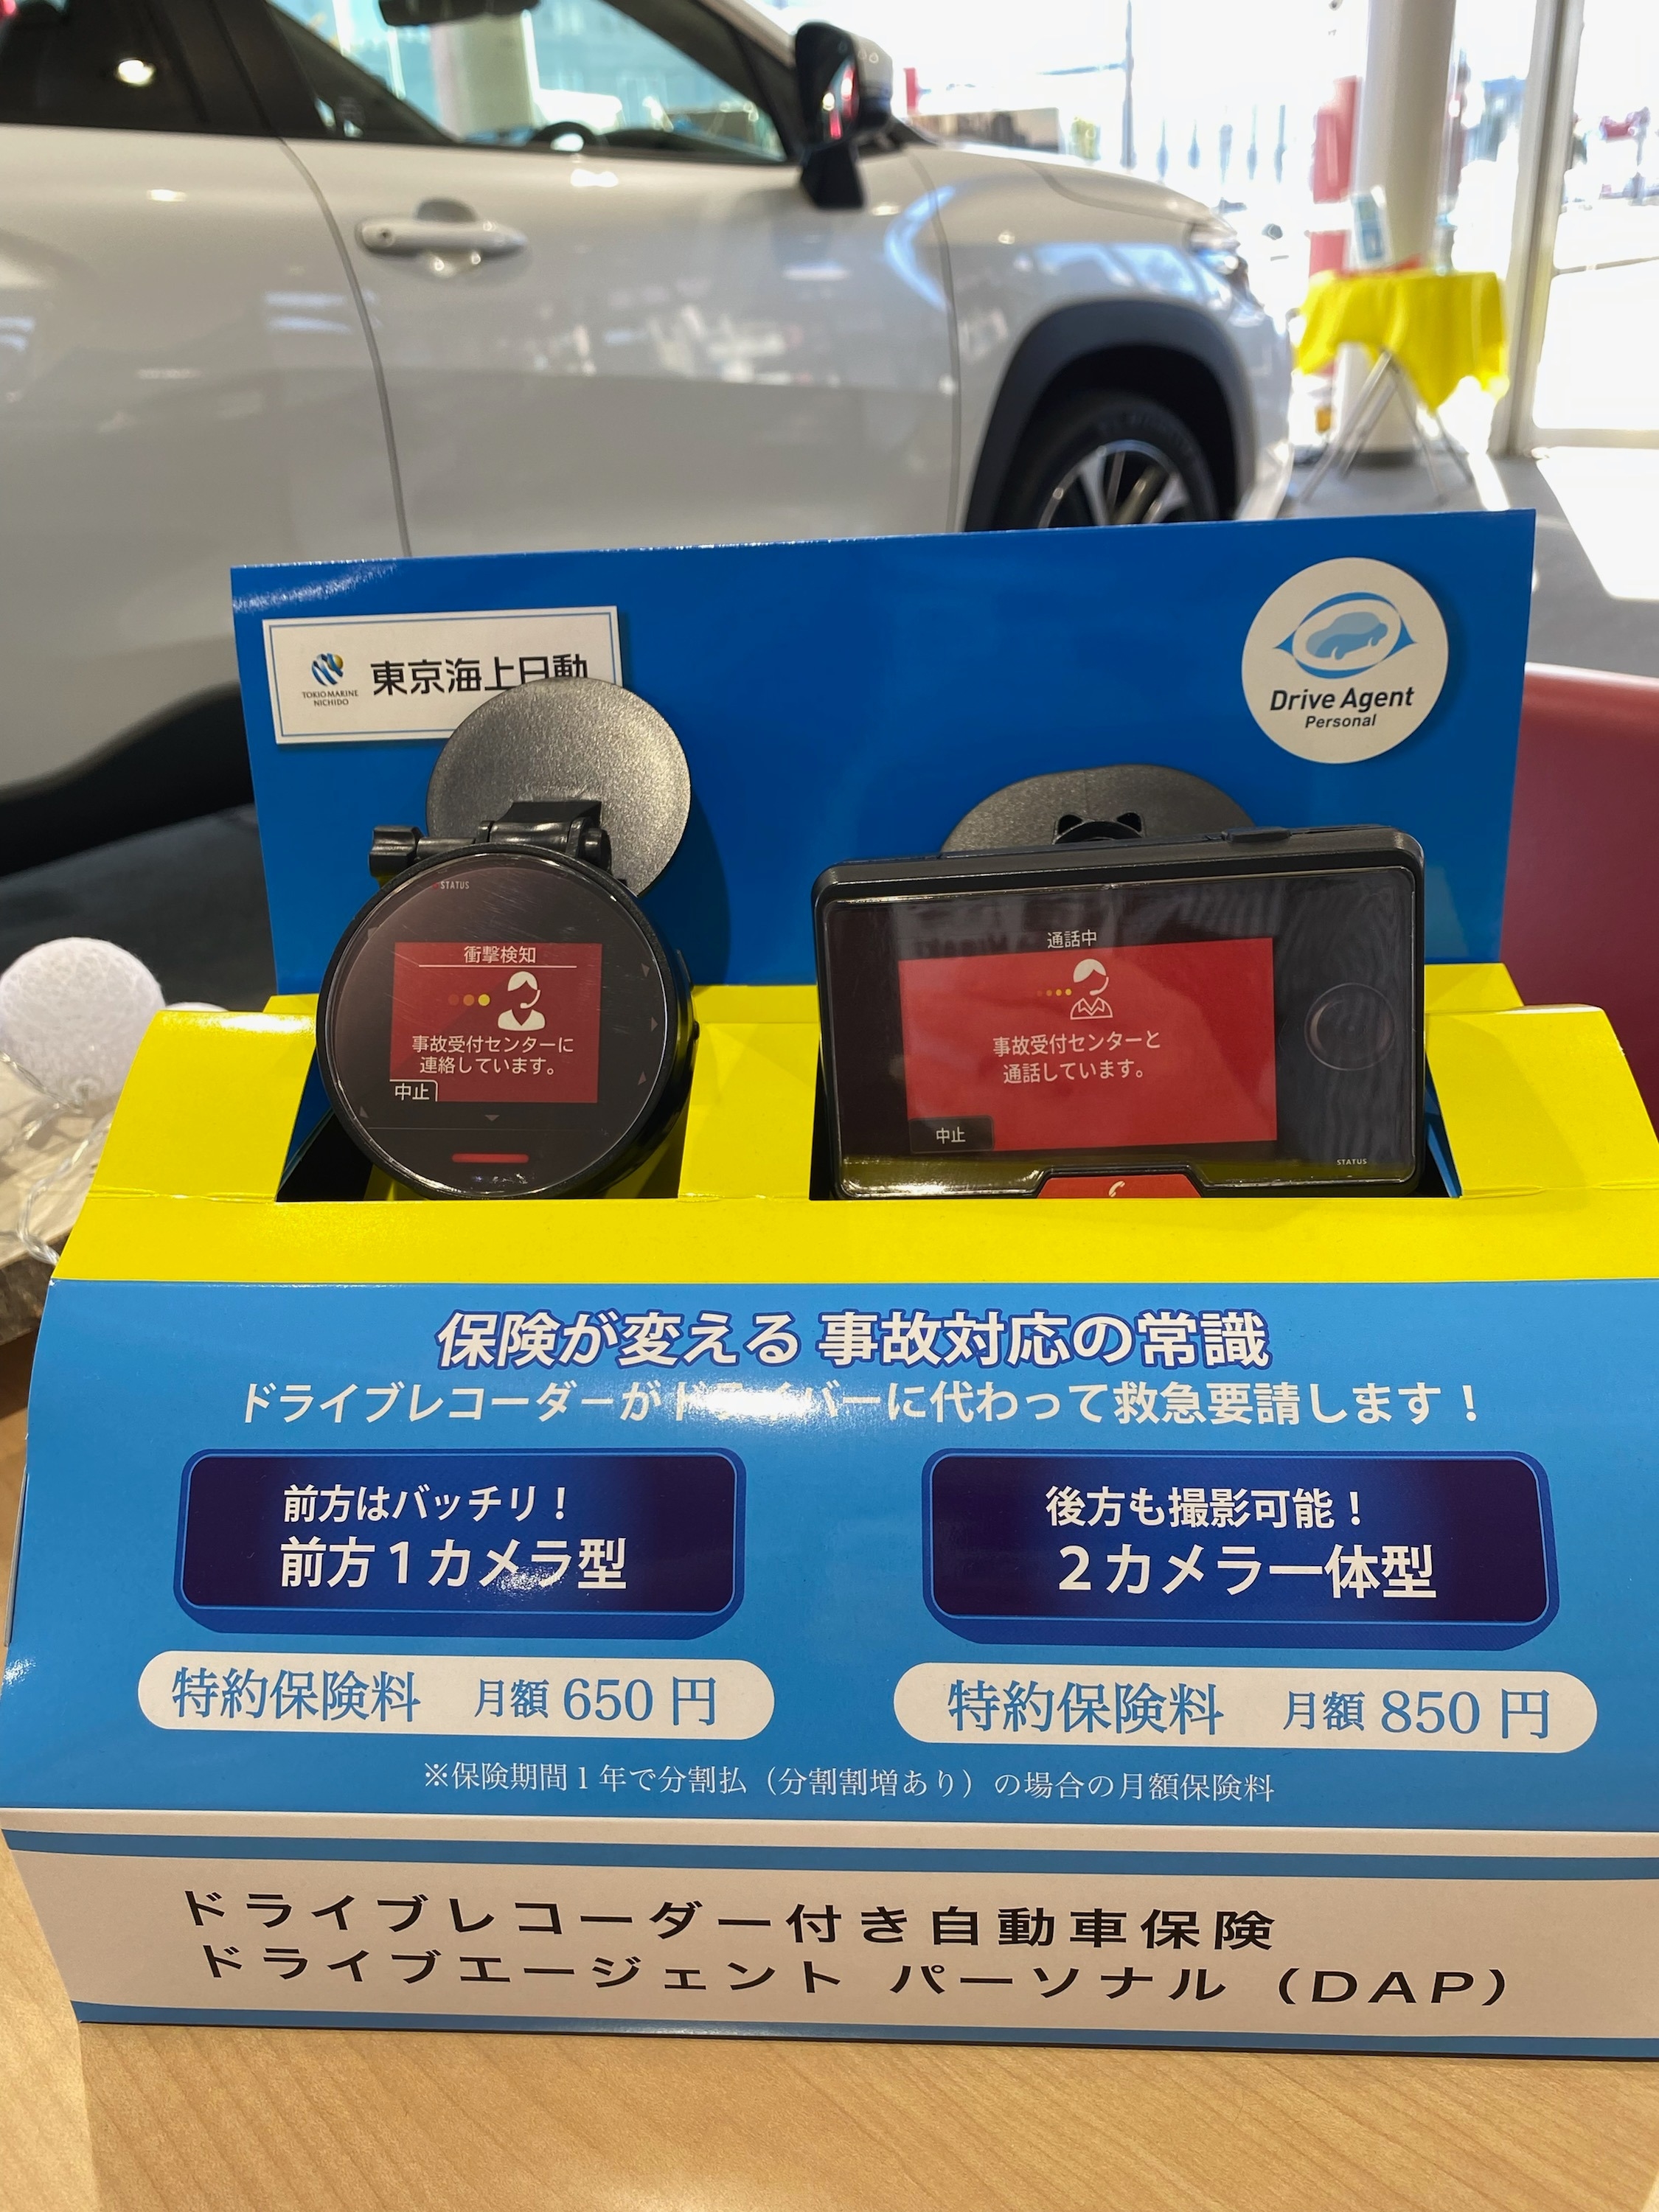 TOKIO MARINE
NICHIDO
東京海上日動
Drive Agent
Personal
STATUS
衝撃検知
事故受付センターに
連絡しています。
中止
通話中
事故受付センターと
通話しています。
中止
STATUS
保険が変える 事故対応の常識
ドライブレコーダーがドライバーに代わって救急要請します！
前方はバッチリ！
前方1カメラ型
後方も撮影可能！
2カメラ一体型
特約保険料 月額 650 円
特約保険料 月額 850 円
※保険期間1年で分割払（分割割増あり）の場合の月額保険料
ドライブレコーダー付き自動車保険
ドライブエージェント パーソナル（DAP）